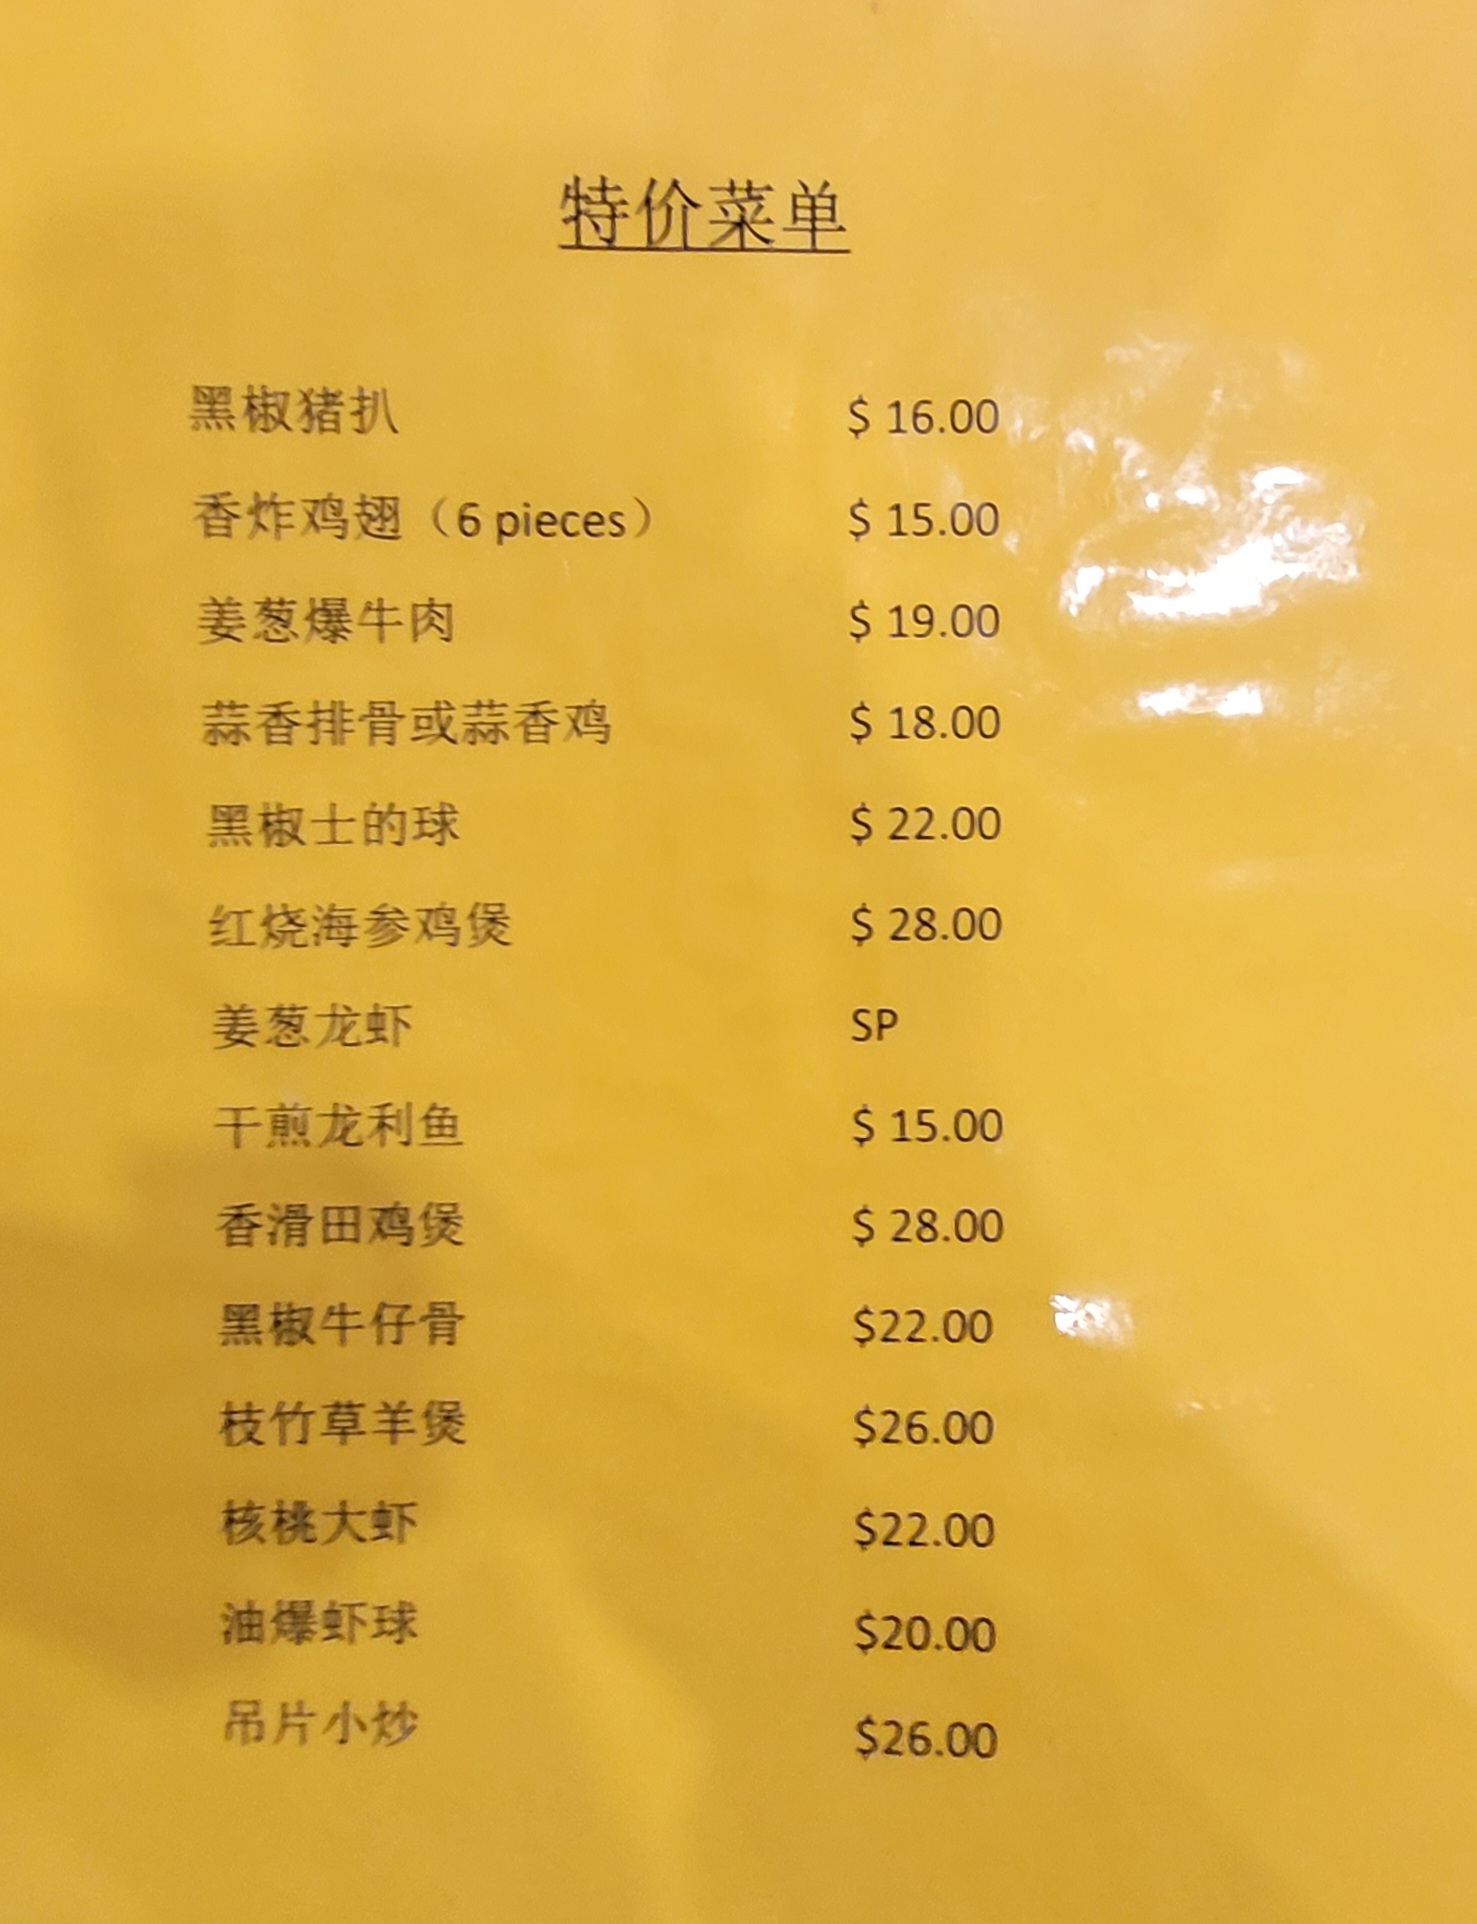 特价菜单
黑椒猪扒 $ 16.00
香炸鸡翅（6 pieces） $ 15.00
姜葱爆牛肉 $ 19.00
蒜香排骨或蒜香鸡 $ 18.00
黑椒士的球 $ 22.00
红烧海参鸡煲 $ 28.00
姜葱龙虾 SP
干煎龙利鱼 $ 15.00
香滑田鸡煲 $ 28.00
黑椒牛仔骨 $22.00
枝竹草羊煲 $26.00
核桃大虾 $22.00
油爆虾球 $20.00
吊片小炒 $26.00